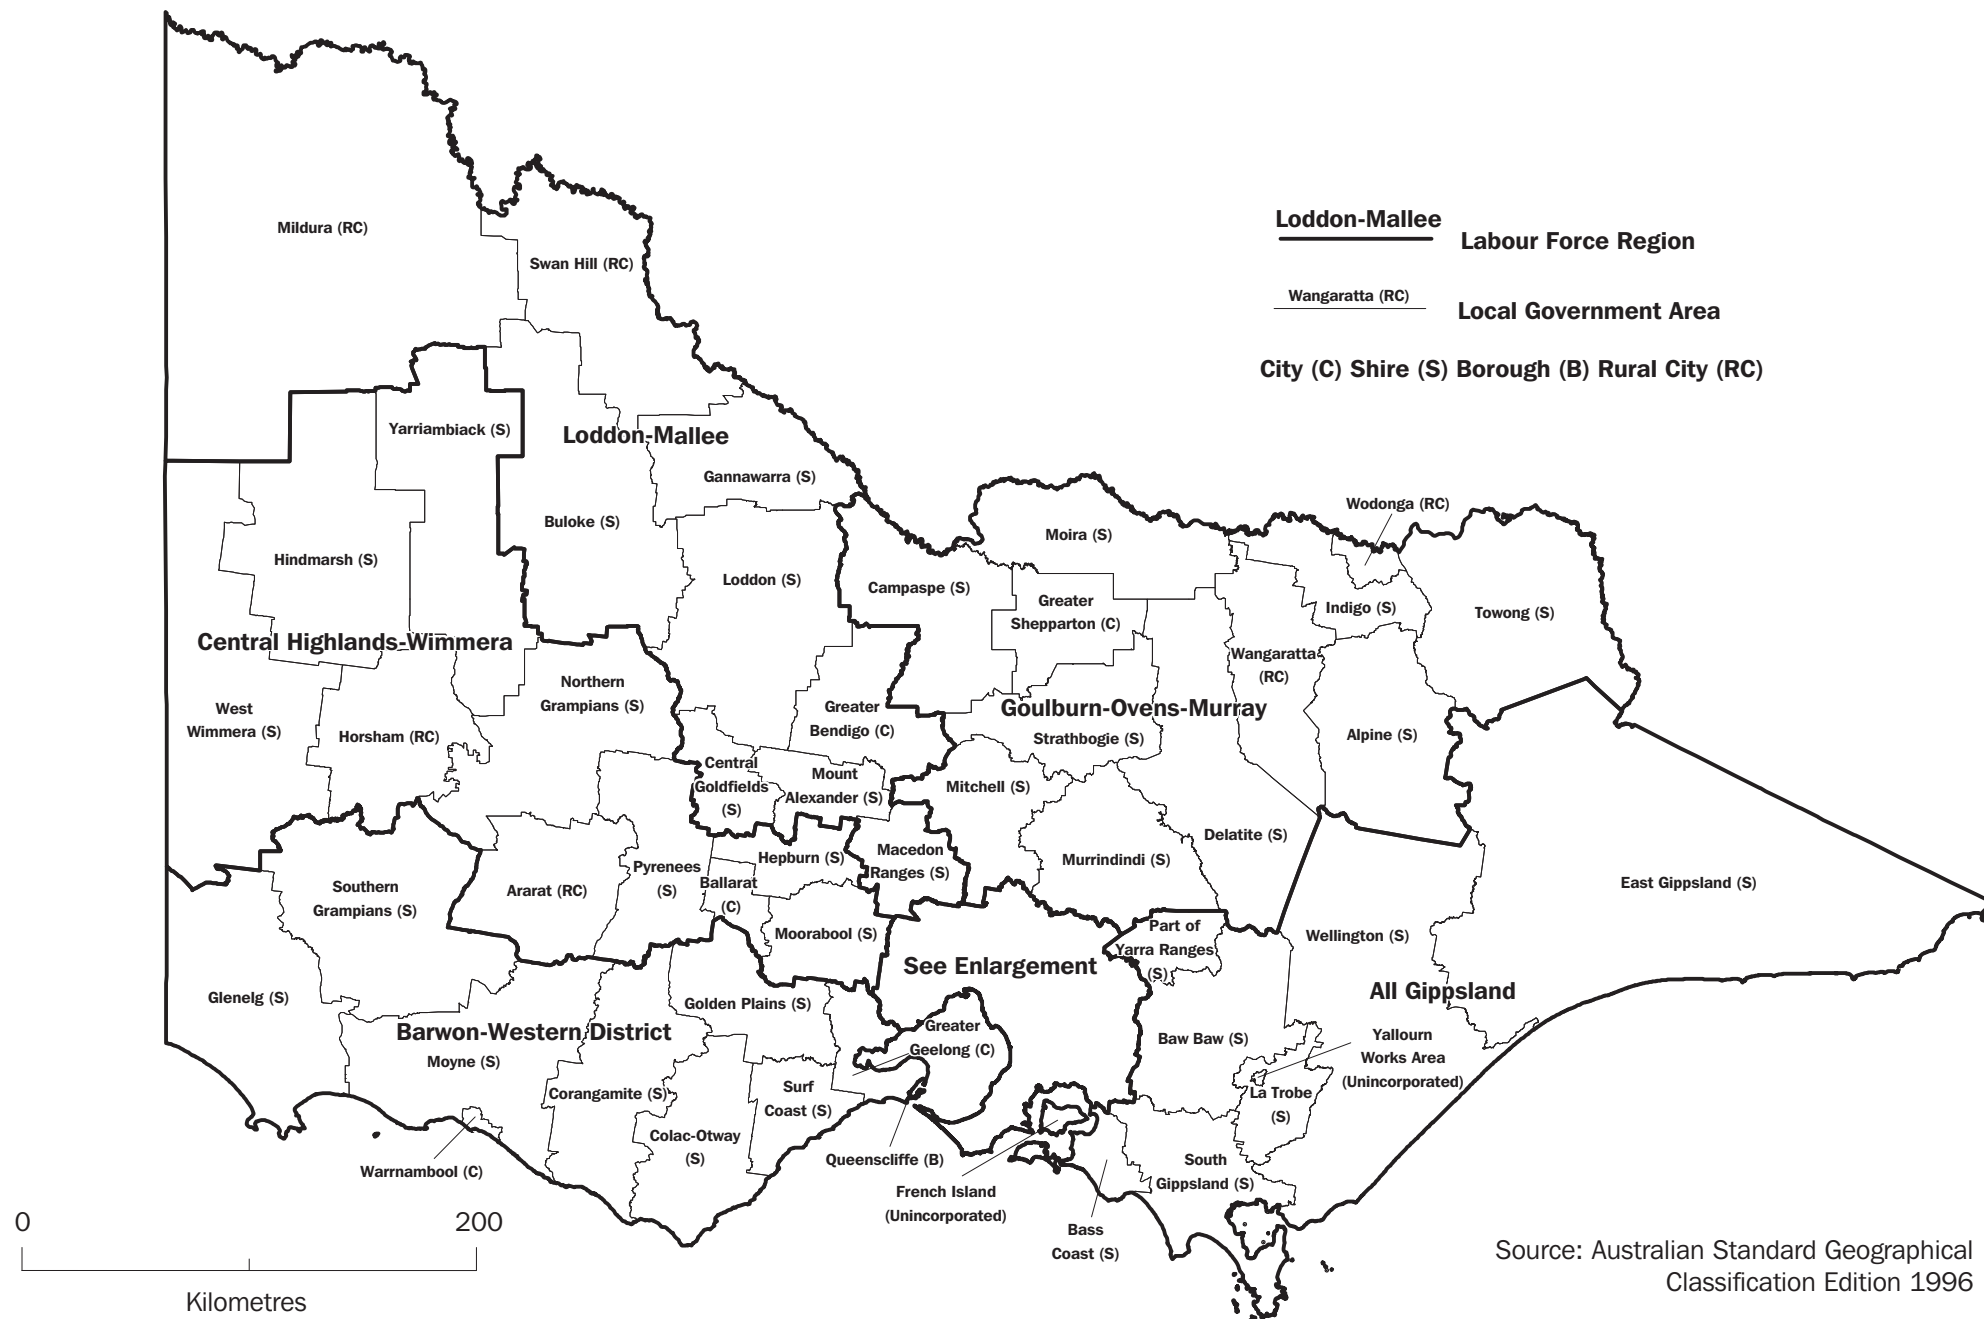 Mildura (RC)
Swan Hill (RC)
Loddon-Mallee
Labour Force Region
Wangaratta (RC)
Local Government Area
City (C) Shire (S) Borough (B) Rural City (RC)
Yarriambiack (S)
Loddon-Mallee
Gannawarra (S)
Buloke (S)
Wodonga (RC)
Moira (S)
Hindmarsh (S)
Loddon (S)
Campaspe (S)
Greater
Shepparton (C)
Indigo (S)
Towong (S)
Central Highlands-Wimmera
Wangaratta
(RC)
Northern
Grampians (S)
West
Wimmera (S)
Horsham (RC)
Greater
Bendigo (C)
Goulburn-Ovens-Murray
Strathbogie (S)
Alpine (S)
Central
Goldfields
(S)
Mount
Alexander (S)
Mitchell (S)
Delatite (S)
Hepburn (S)
Macedon
Ranges (S)
Murrindindi (S)
Pyrenees
(S)
Ballarat
(C)
Southern
Grampians (S)
Ararat (RC)
East Gippsland (S)
Moorabool (S)
Part of
Yarra Ranges
(S)
Wellington (S)
See Enlargement
All Gippsland
Glenelg (S)
Golden Plains (S)
Barwon-Western District
Moyne (S)
Greater
Geelong (C)
Baw Baw (S)
Yallourn
Works Area
(Unincorporated)
La Trobe
(S)
Corangamite (S)
Surf
Coast (S)
Colac-Otway
(S)
Warrnambool (C)
Queenscliffe (B)
French Island
(Unincorporated)
South
Gippsland (S)
Bass
Coast (S)
0
200
Kilometres
Source: Australian Standard Geographical
Classification Edition 1996